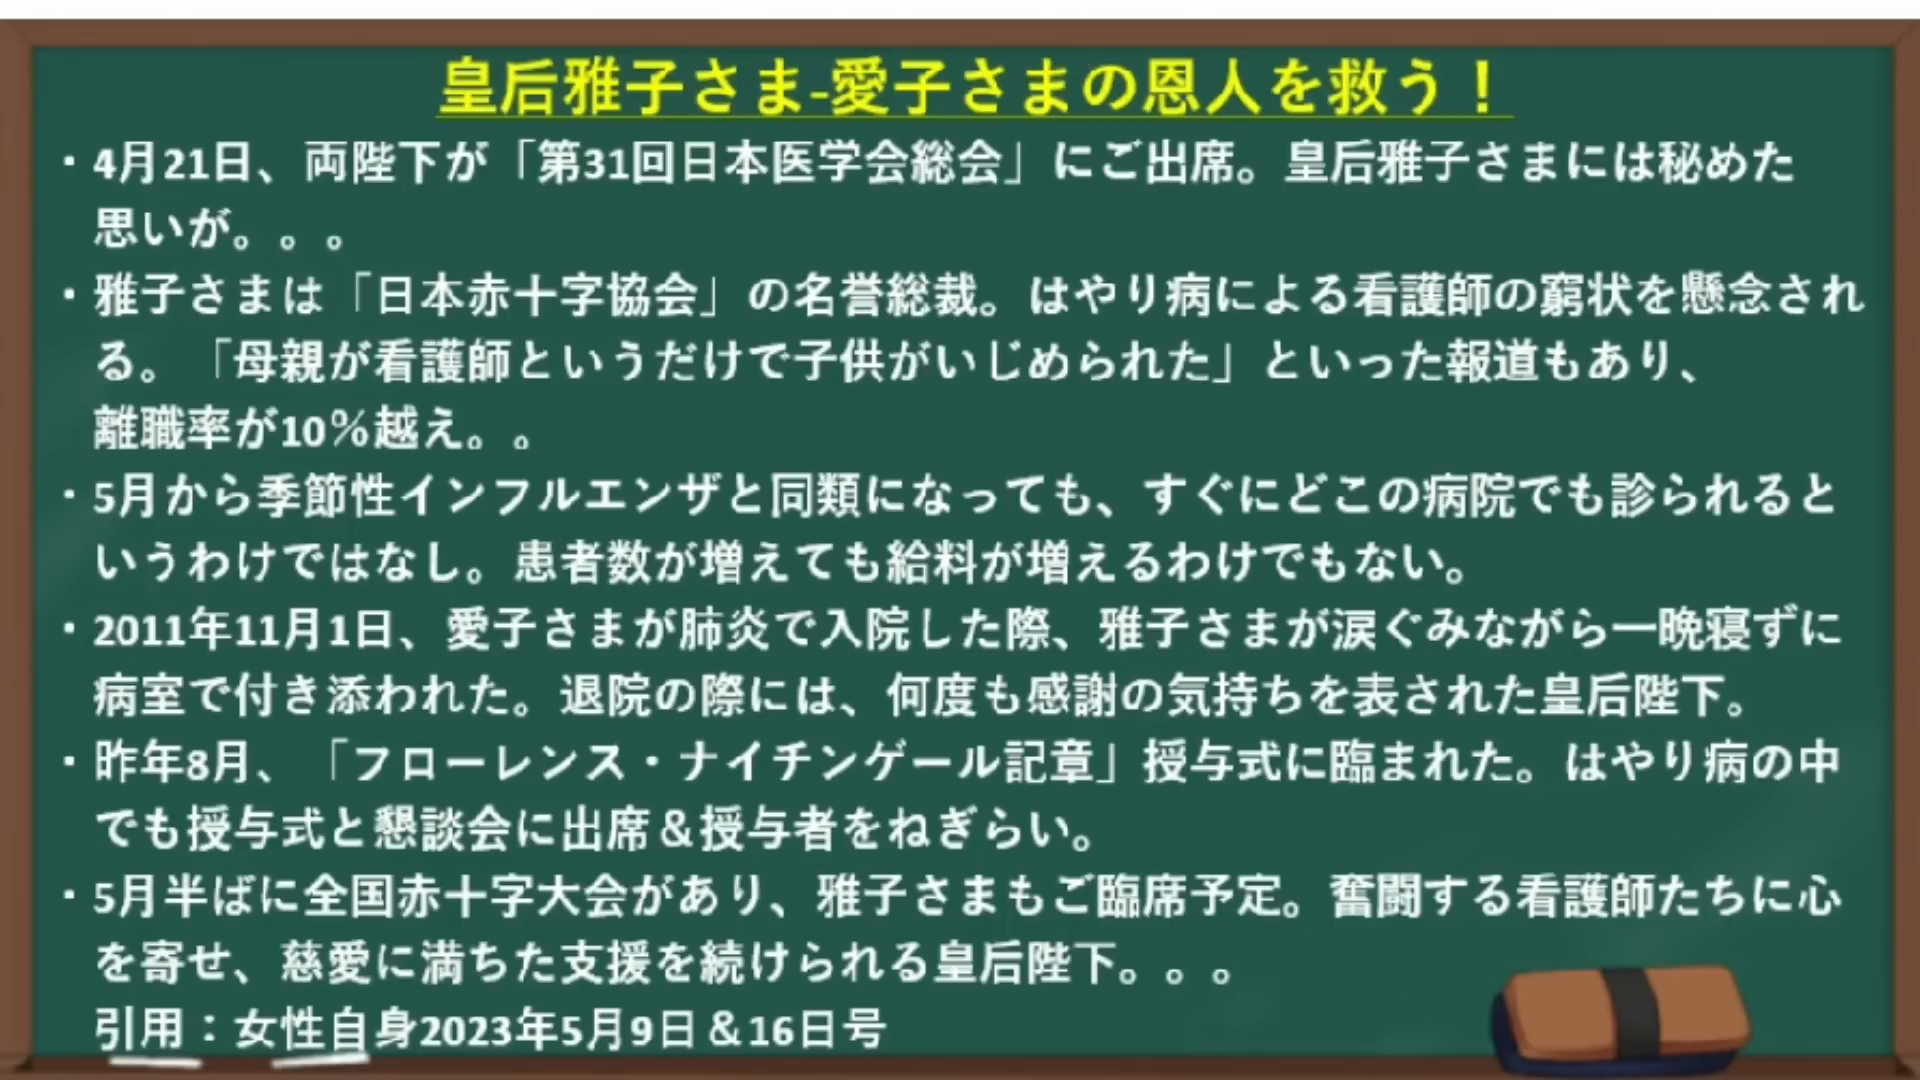 皇后雅子さま-愛子さまの恩人を救う！
・4月21日、両陛下が「第31回日本医学会総会」にご出席。皇后雅子さまには秘めた
思いが。。。
・雅子さまは「日本赤十字協会」の名誉総裁。はやり病による看護師の窮状を懸念され
る。「母親が看護師というだけで子供がいじめられた」といった報道もあり、
離職率が10％越え。。
・5月から季節性インフルエンザと同類になっても、すぐにどこの病院でも診られると
いうわけではなし。患者数が増えても給料が増えるわけでもない。
・2011年11月1日、愛子さまが肺炎で入院した際、雅子さまが涙ぐみながら一晩寝ずに
病室で付き添われた。退院の際には、何度も感謝の気持ちを表された皇后陛下。
・昨年8月、「フローレンス・ナイチンゲール記章」授与式に臨まれた。はやり病の中
でも授与式と懇談会に出席＆授与者をねぎらい。
・5月半ばに全国赤十字大会があり、雅子さまもご臨席予定。奮闘する看護師たちに心
を寄せ、慈愛に満ちた支援を続けられる皇后陛下。。。
引用：女性自身2023年5月9日＆16日号